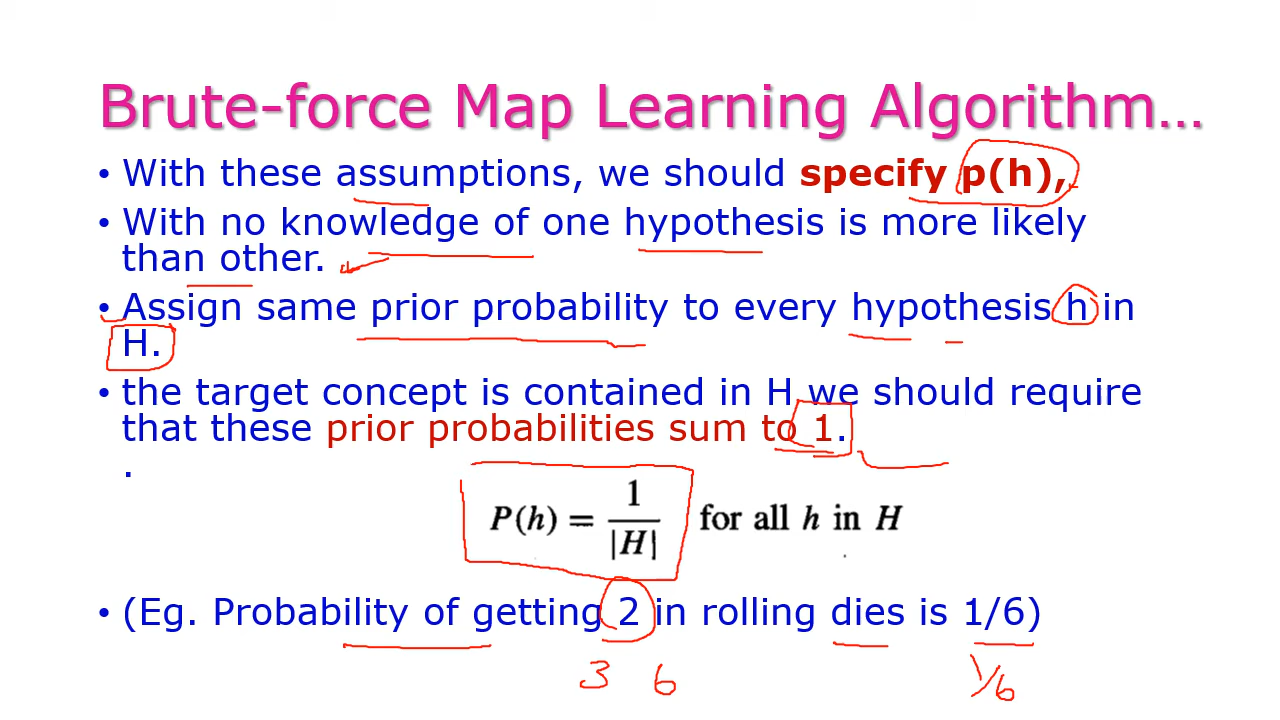 Brute-force Map Learning Algorithm...
• With these assumptions, we should specify p(h),
• With no knowledge of one hypothesis is more likely
than other.
• Assign same prior probability to every hypothesis h in
H.
• the target concept is contained in H we should require
that these prior probabilities sum to 1.
.
P(h) = 1/|H| for all h in H
• (Eg. Probability of getting 2 in rolling dies is 1/6)
3 6 1/6